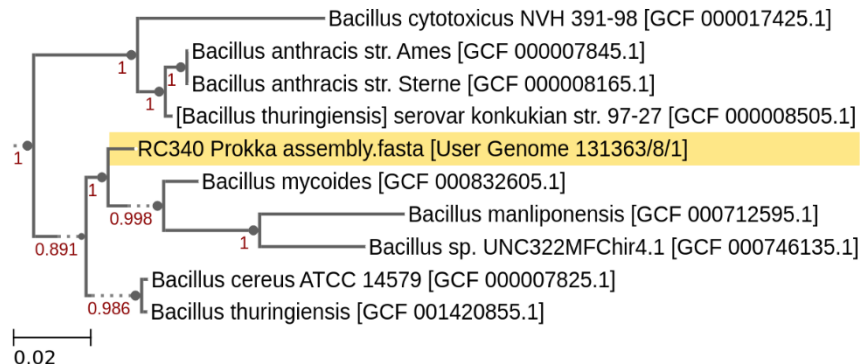 Bacillus cytotoxicus NVH 391-98 [GCF 000017425.1]
Bacillus anthracis str. Ames [GCF 000007845.1]
1
1
Bacillus anthracis str. Sterne [GCF 000008165.1]
1
[Bacillus thuringiensis] serovar konkukian str. 97-27 [GCF 000008505.1]
RC340 Prokka assembly.fasta [User Genome 131363/8/1]
1
Bacillus mycoides [GCF 000832605.1]
1
0.998
Bacillus manliponensis [GCF 000712595.1]
0.891
1
Bacillus sp. UNC322MFChir4.1 [GCF 000746135.1]
Bacillus cereus ATCC 14579 [GCF 000007825.1]
0.986
Bacillus thuringiensis [GCF 001420855.1]
0.02